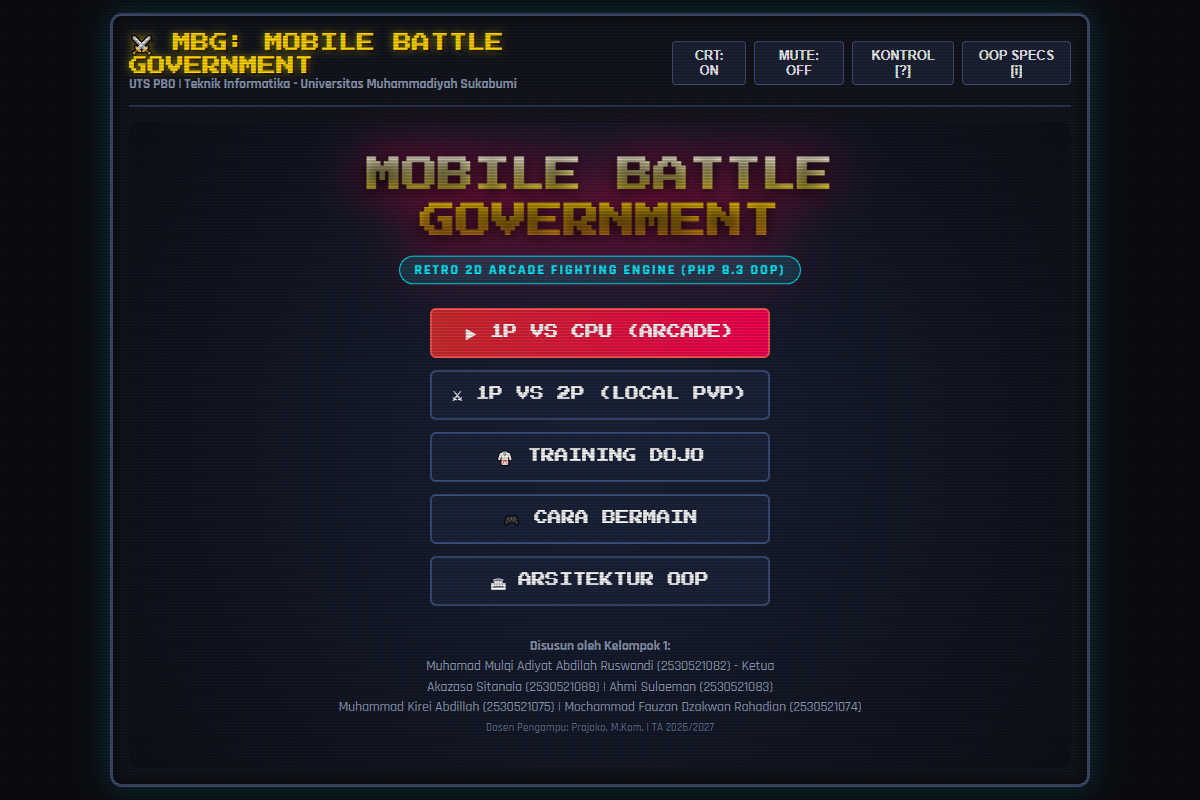 MBG: MOBILE BATTLE
GOVERNMENT
UTS PBO | Teknik Informatika - Universitas Muhammadiyah Sukabumi
CRT:
ON
MUTE:
OFF
KONTROL
[?]
OOP SPECS
[i]
MOBILE BATTLE
GOVERNMENT
RETRO 2D ARCADE FIGHTING ENGINE (PHP 8.3 OOP)
▶ 1P VS CPU (ARCADE)
⚔ 1P VS 2P (LOCAL PVP)
TRAINING DOJO
CARA BERMAIN
ARSITEKTUR OOP
Disusun oleh Kelompok 1:
Muhamad Mulqi Adiyat Abdilah Ruswandi (2530521082) - Ketua
Akazasa Sitanala (2530521088) | Ahmi Sulaeman (2530521083)
Muhammad Kirei Abdillah (2530521075) | Mochammad Fauzan Dzakwan Rahadian (2530521074)
Dosen Pengampu: Prajoko, M.Kom. | TA 2026/2027